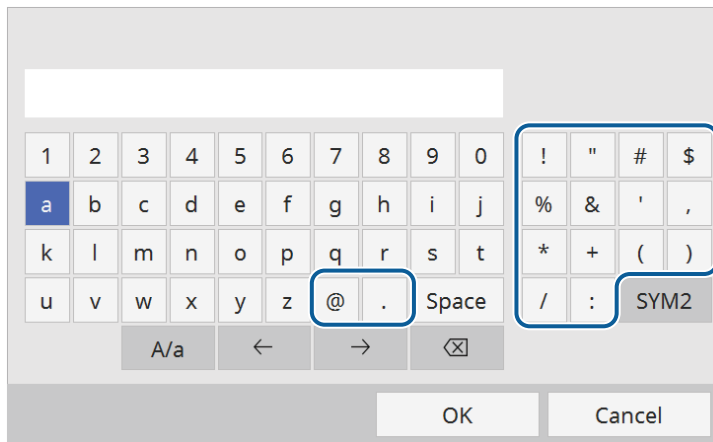 1 2 3 4 5 6 7 8 9 0 ! " # $
a b c d e f g h i j % & ' ,
k l m n o p q r s t * + ( )
u v w x y z @ . Space / : SYM2
A/a ← → ⌫
OK Cancel